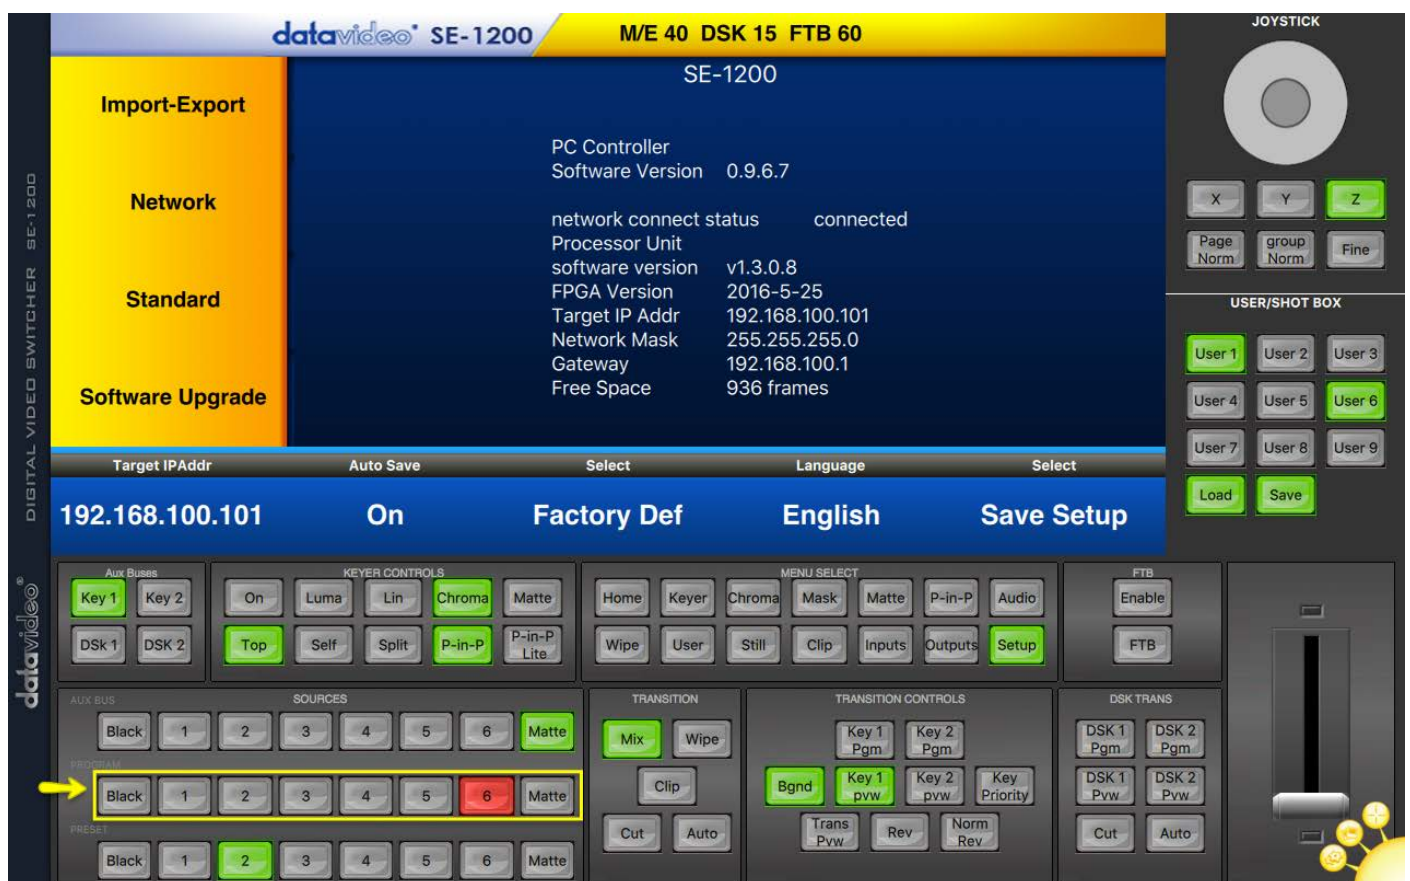 datavideo SE-1200
M/E 40 DSK 15 FTB 60
JOYSTICK
SE-1200
Import-Export
Network
Standard
Software Upgrade
PC Controller
Software Version 0.9.6.7
network connect status connected
Processor Unit
software version v1.3.0.8
FPGA Version 2016-5-25
Target IP Addr 192.168.100.101
Network Mask 255.255.255.0
Gateway 192.168.100.1
Free Space 936 frames
X Y Z
Page Norm
group Norm
Fine
USER/SHOT BOX
User 1 User 2 User 3
User 4 User 5 User 6
User 7 User 8 User 9
Load Save
Target IPAddr Auto Save Select Language Select
192.168.100.101 On Factory Def English Save Setup
DIGITAL VIDEO SWITCHER SE-1200
datavideo®
Aux Buses
Key 1 Key 2
DSk 1 DSK 2
KEYER CONTROLS
On Luma Lin Chroma Matte
Top Self Split P-in-P P-in-P Lite
MENU SELECT
Home Keyer Chroma Mask Matte P-in-P Audio
Wipe User Still Clip Inputs Outputs Setup
FTB
Enable
FTB
AUX BUS SOURCES
Black 1 2 3 4 5 6 Matte
PROGRAM
Black 1 2 3 4 5 6 Matte
PRESET
Black 1 2 3 4 5 6 Matte
TRANSITION
Mix Wipe
Clip
Cut Auto
TRANSITION CONTROLS
Key 1 Pgm
Key 2 Pgm
Bgnd
Key 1 pvw
Key 2 pvw
Key Priority
Trans Pvw
Rev
Norm Rev
DSK TRANS
DSK 1 Pgm
DSK 2 Pgm
DSK 1 Pvw
DSK 2 Pvw
Cut Auto